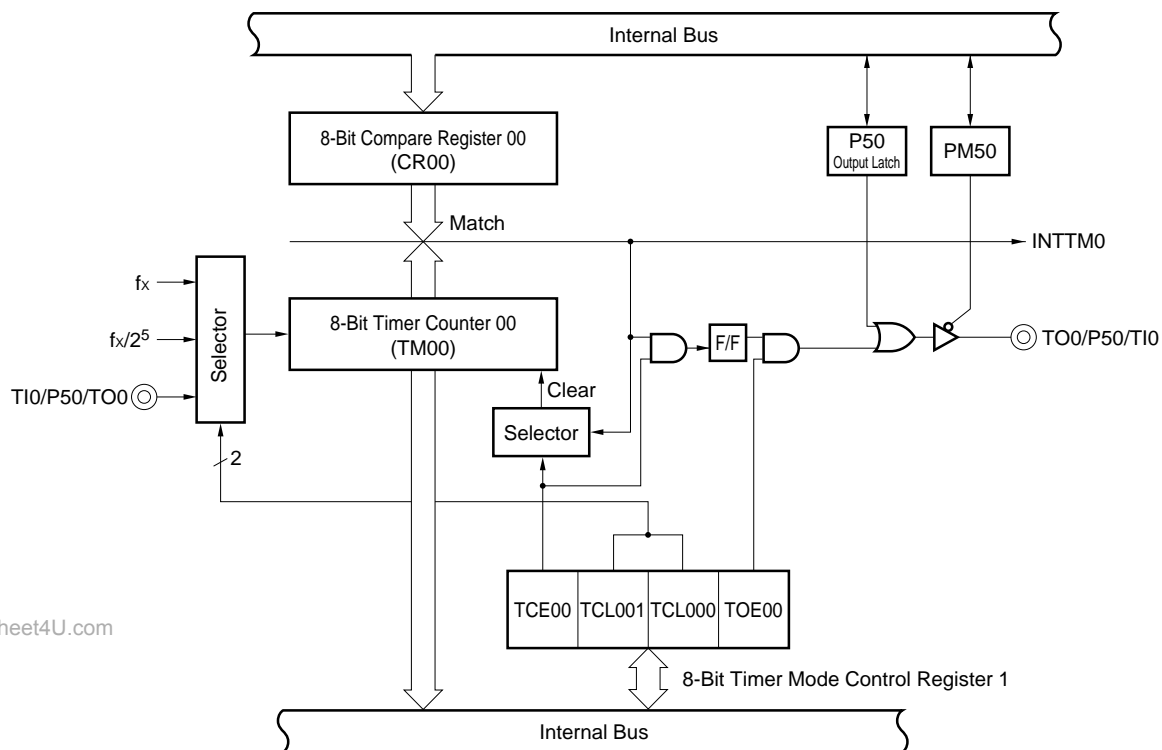 Internal Bus
8-Bit Compare Register 00
(CR00)
P50
Output Latch
PM50
Match
INTTM0
fX
fX/2⁵
TI0/P50/TO0
Selector
8-Bit Timer Counter 00
(TM00)
F/F
TO0/P50/TI0
Clear
Selector
2
TCE00
TCL001
TCL000
TOE00
heet4U.com
8-Bit Timer Mode Control Register 1
Internal Bus